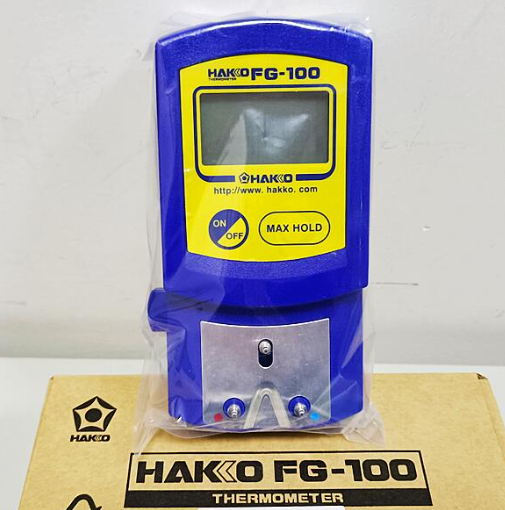 HAKKO FG-100
THERMOMETER
HAKKO
http://www. hakko. com
ON
OFF
MAX HOLD
HAKKO
HAKKO FG-100
THERMOMETER